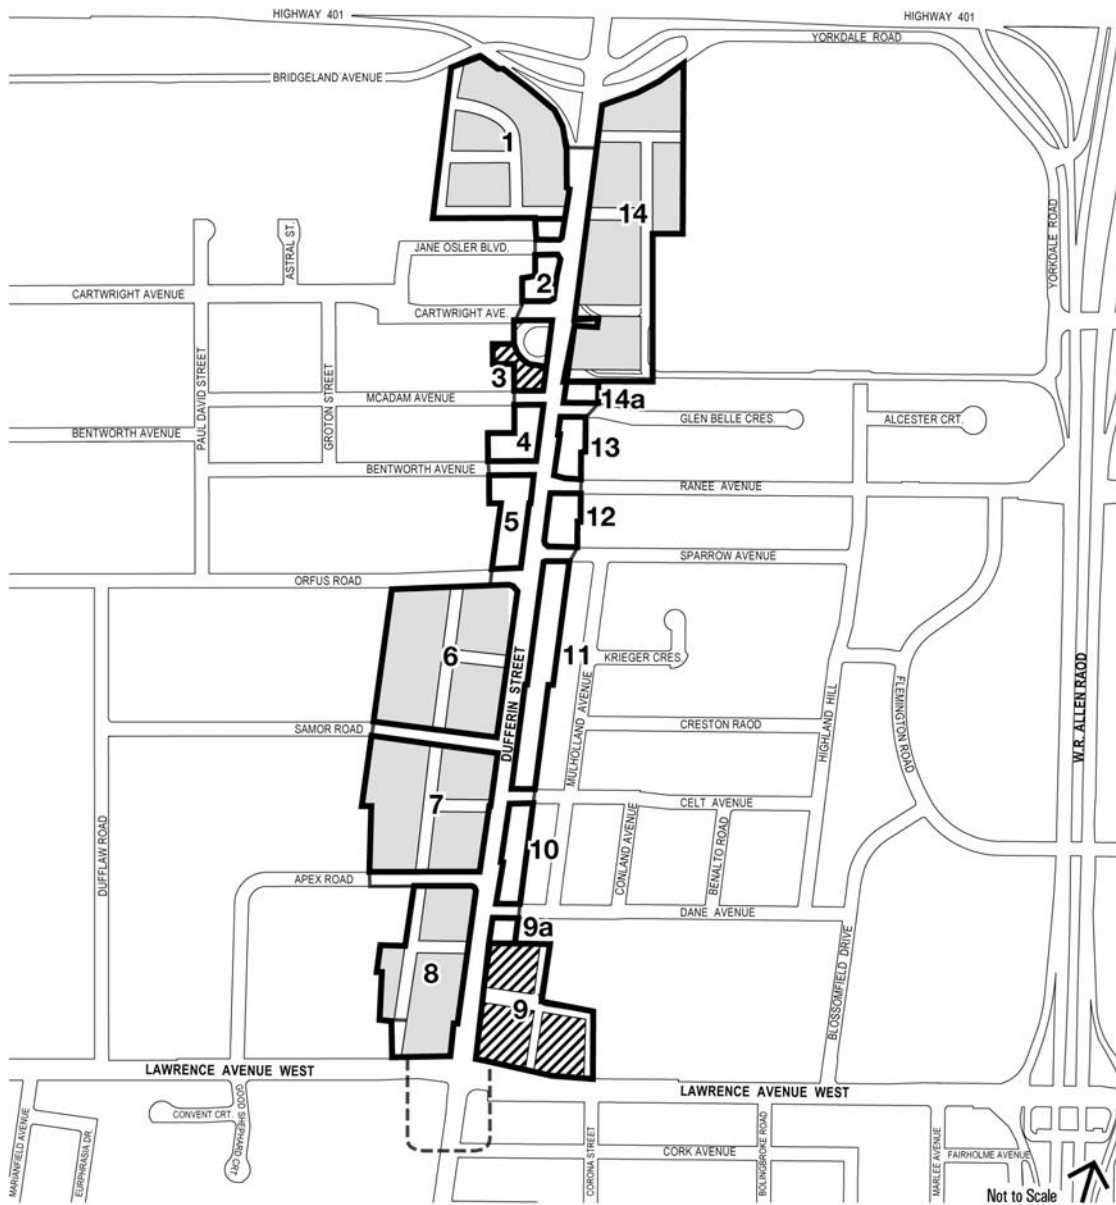 HIGHWAY 401
HIGHWAY 401
YORKDALE ROAD
BRIDGELAND AVENUE
1
14
ASTRAL ST.
JANE OSLER BLVD.
YORKDALE ROAD
2
CARTWRIGHT AVENUE
CARTWRIGHT AVE.
PAUL DAVID STREET
GROTON STREET
3
MCADAM AVENUE
14a
GLEN BELLE CRES.
ALCESTER CRT.
BENTWORTH AVENUE
4
13
BENTWORTH AVENUE
RANEE AVENUE
5
12
SPARROW AVENUE
ORFUS ROAD
6
11
KRIEGER CRES.
DUFFERIN STREET
MULHOLLAND AVENUE
HIGHLAND HILL
FLEMINGTON ROAD
W.R. ALLEN RAOD
SAMOR ROAD
CRESTON RAOD
7
CELT AVENUE
DUFFLAW ROAD
10
CONLAND AVENUE
BENALTO ROAD
APEX ROAD
DANE AVENUE
9a
8
9
BLOSSOMFIELD DRIVE
LAWRENCE AVENUE WEST
LAWRENCE AVENUE WEST
MARIANFIELD AVENUE
EUPHRASIA DR.
CONVENT CRT.
GOOD SHEPHARD CRT
CORONA STREET
CORK AVENUE
BOLINGBROKE ROAD
MARLEE AVENUE
FAIRHOLME AVENUE
Not to Scale